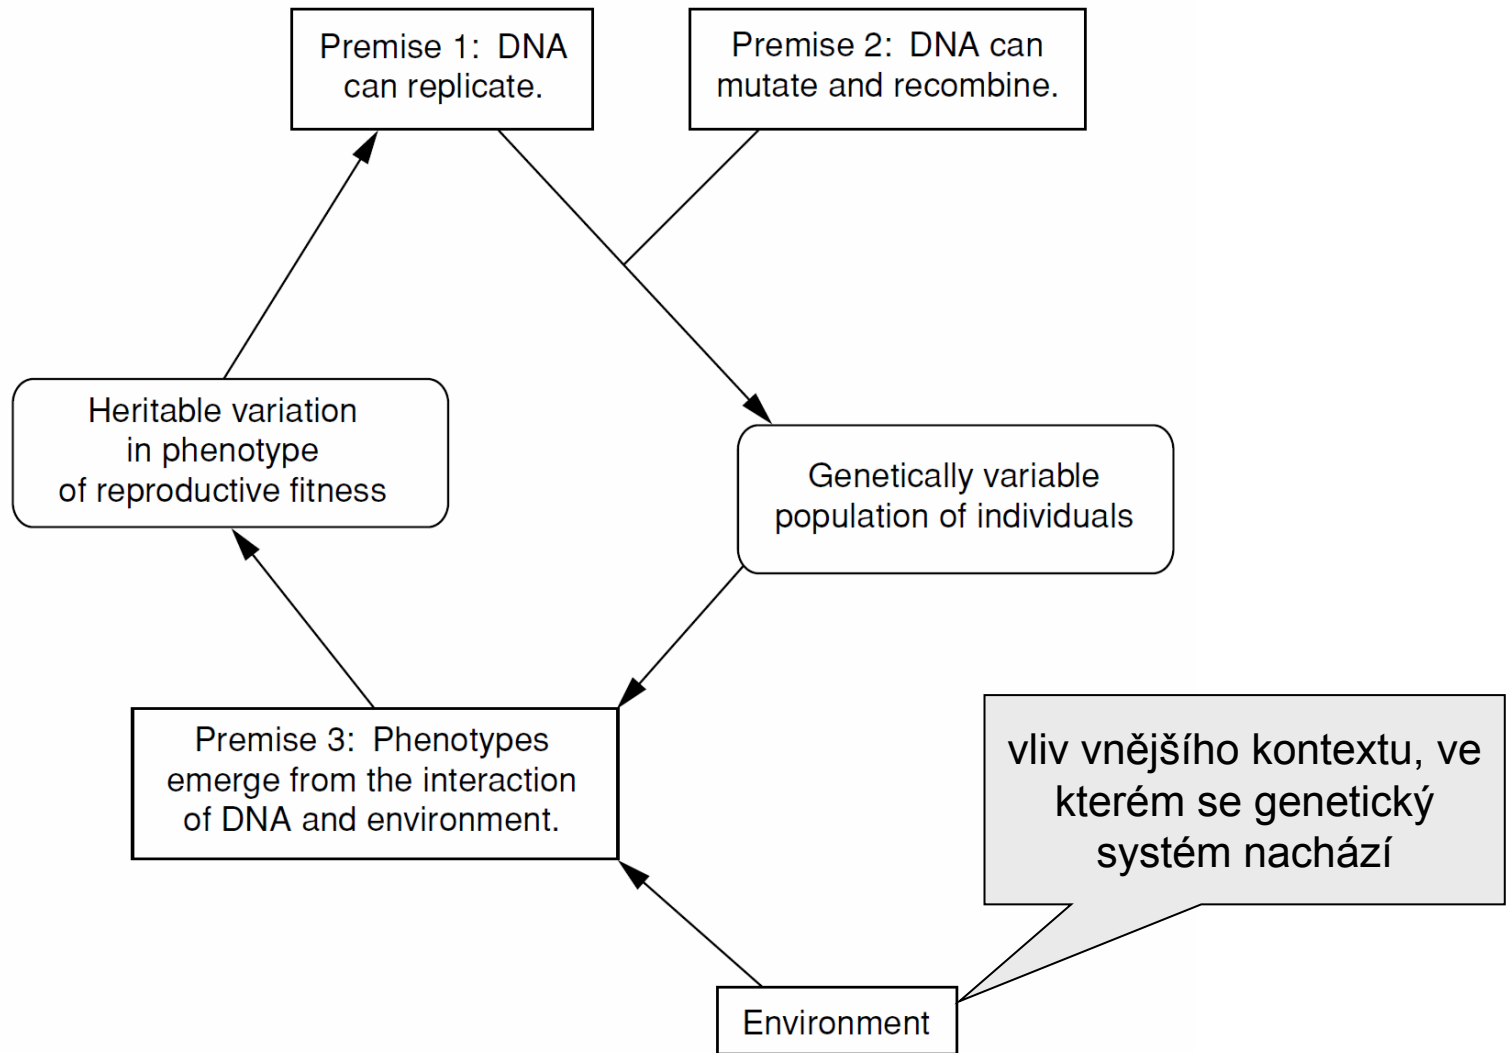 Premise 1:  DNA
can replicate.
Premise 2:  DNA can
mutate and recombine.
Heritable variation
in phenotype
of reproductive fitness
Genetically variable
population of individuals
Premise 3:  Phenotypes
emerge from the interaction
of DNA and environment.
vliv vnějšího kontextu, ve
kterém se genetický
systém nachází
Environment